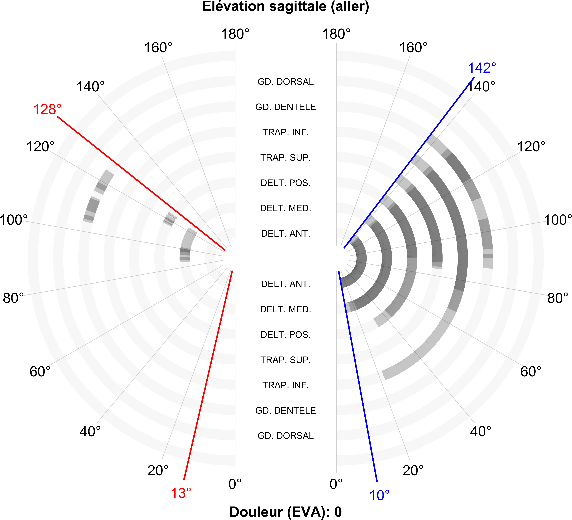 Elévation sagittale (aller)
180° 180°
160° 160°
142°
140° 140°
128°
120° 120°
100° 100°
80° 80°
60° 60°
40° 40°
20° 20°
13° 0° 0° 10°
GD. DORSAL
GD. DENTELE
TRAP. INF.
TRAP. SUP.
DELT. POS.
DELT. MED.
DELT. ANT.
DELT. ANT.
DELT. MED.
DELT. POS.
TRAP. SUP.
TRAP. INF.
GD. DENTELE
GD. DORSAL
Douleur (EVA): 0